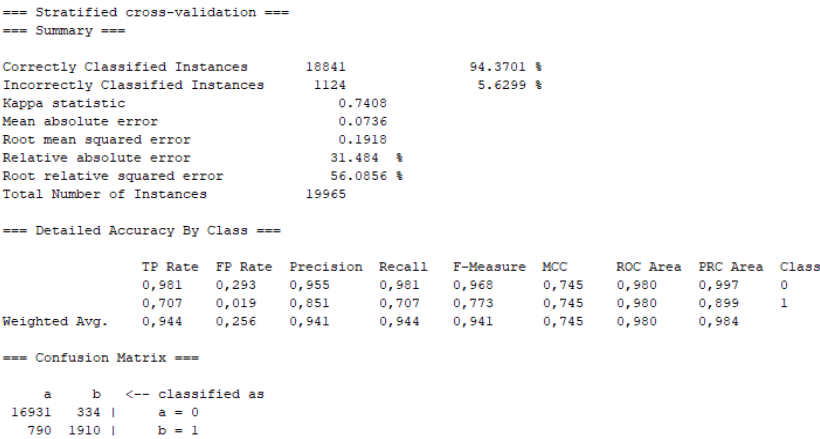 === Stratified cross-validation ===
=== Summary ===
Correctly Classified Instances 18841 94.3701 %
Incorrectly Classified Instances 1124 5.6299 %
Kappa statistic 0.7408
Mean absolute error 0.0736
Root mean squared error 0.1918
Relative absolute error 31.484 %
Root relative squared error 56.0856 %
Total Number of Instances 19965
=== Detailed Accuracy By Class ===
TP Rate FP Rate Precision Recall F-Measure MCC ROC Area PRC Area Class
0,981 0,293 0,955 0,981 0,968 0,745 0,980 0,997 0
0,707 0,019 0,851 0,707 0,773 0,745 0,980 0,899 1
Weighted Avg. 0,944 0,256 0,941 0,944 0,941 0,745 0,980 0,984
=== Confusion Matrix ===
a b <-- classified as
16931 334 | a = 0
790 1910 | b = 1